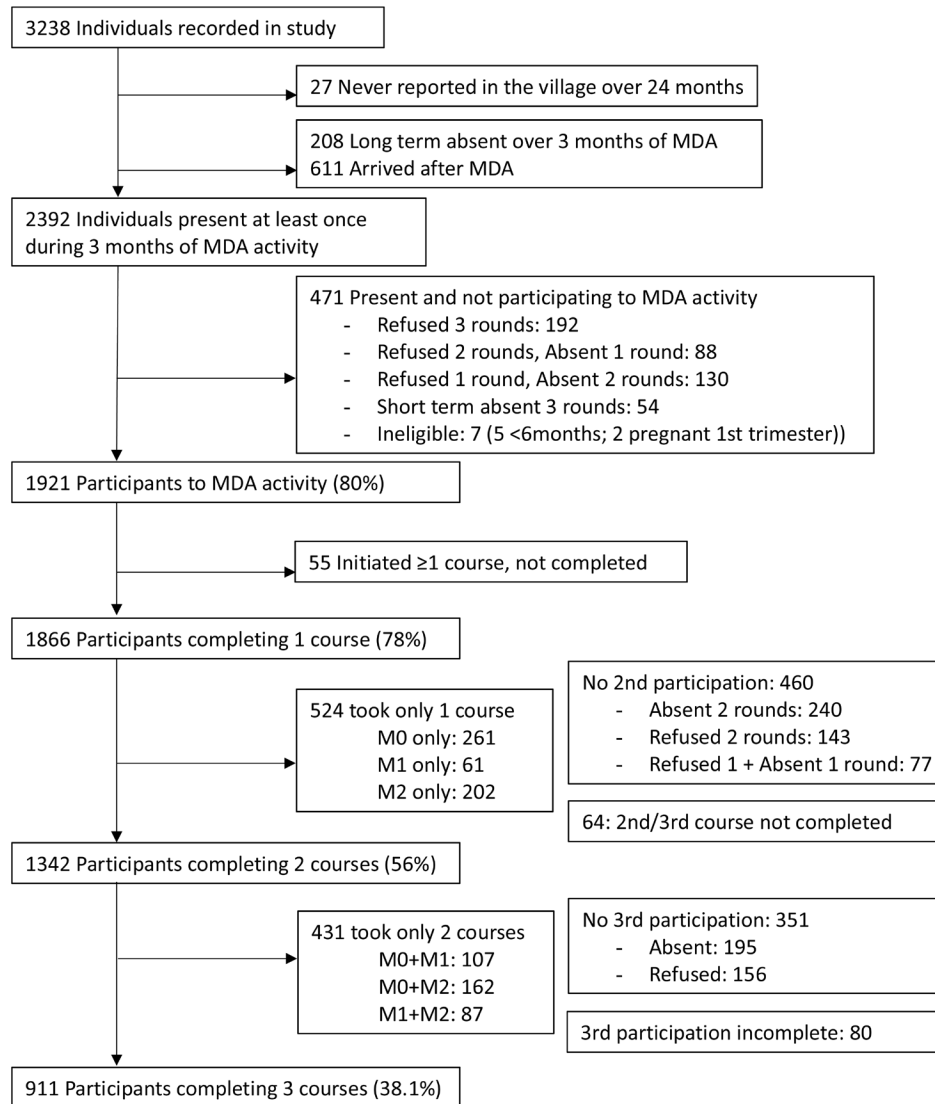 3238 Individuals recorded in study
27 Never reported in the village over 24 months
208 Long term absent over 3 months of MDA
611 Arrived after MDA
2392 Individuals present at least once
during 3 months of MDA activity
471 Present and not participating to MDA activity
- Refused 3 rounds: 192
- Refused 2 rounds, Absent 1 round: 88
- Refused 1 round, Absent 2 rounds: 130
- Short term absent 3 rounds: 54
- Ineligible: 7 (5 <6months; 2 pregnant 1st trimester))
1921 Participants to MDA activity (80%)
55 Initiated ≥1 course, not completed
1866 Participants completing 1 course (78%)
524 took only 1 course
M0 only: 261
M1 only: 61
M2 only: 202
No 2nd participation: 460
- Absent 2 rounds: 240
- Refused 2 rounds: 143
- Refused 1 + Absent 1 round: 77
64: 2nd/3rd course not completed
1342 Participants completing 2 courses (56%)
431 took only 2 courses
M0+M1: 107
M0+M2: 162
M1+M2: 87
No 3rd participation: 351
- Absent: 195
- Refused: 156
3rd participation incomplete: 80
911 Participants completing 3 courses (38.1%)